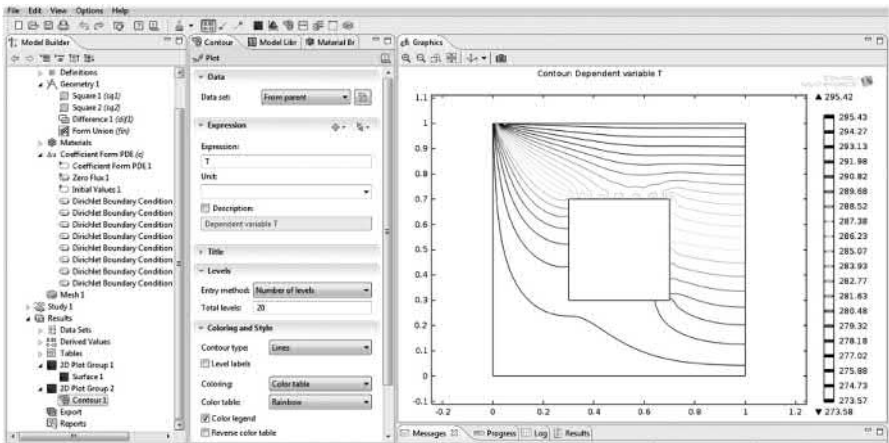 File Edit View Options Help
Model Builder
Definitions
Geometry 1
Square 1 (sq1)
Square 2 (sq2)
Difference 1 (dif1)
Form Union (fin)
Materials
Δu Coefficient Form PDE (c)
Coefficient Form PDE 1
Zero Flux 1
Initial Values 1
Dirichlet Boundary Condition
Dirichlet Boundary Condition
Dirichlet Boundary Condition
Dirichlet Boundary Condition
Dirichlet Boundary Condition
Dirichlet Boundary Condition
Dirichlet Boundary Condition
Dirichlet Boundary Condition
Mesh 1
Study 1
Results
Data Sets
Derived Values
Tables
2D Plot Group 1
Surface 1
2D Plot Group 2
Contour 1
Export
Reports
Contour Model Libr Material Br
Plot
Data
Data set: From parent
Expression
Expression:
T
Unit:
Description:
Dependent variable T
Title
Levels
Entry method: Number of levels
Total levels: 20
Coloring and Style
Contour type: Lines
Level labels
Coloring: Color table
Color table: Rainbow
Color legend
Reverse color table
Graphics
Contour: Dependent variable T
1.1
1
0.9
0.8
0.7
0.6
0.5
0.4
0.3
0.2
0.1
0
-0.1
-0.2 0 0.2 0.4 0.6 0.8 1 1.2
▲ 295.42
295.43
294.27
293.13
291.98
290.82
289.68
288.52
287.38
286.23
285.07
283.93
282.77
281.63
280.48
279.32
278.18
277.02
275.88
274.73
273.57
▼ 273.58
Messages Progress Log Results